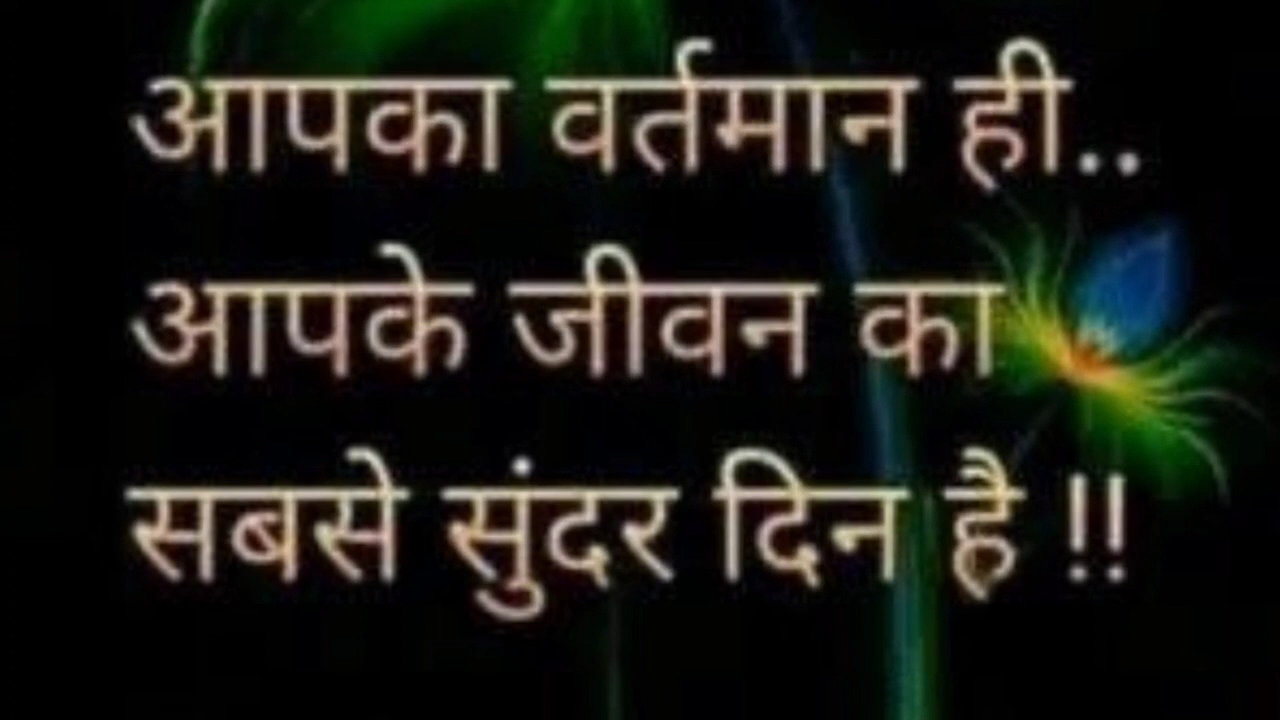 आपका वर्तमान ही..
आपके जीवन का
सबसे सुंदर दिन है !!